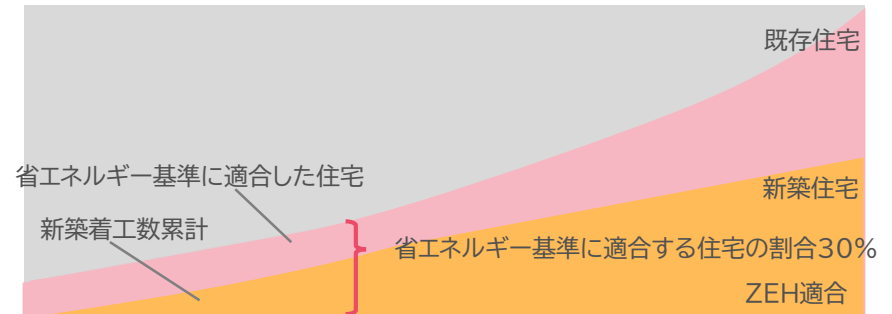 既存住宅
省エネルギー基準に適合した住宅
新築住宅
新築着工数累計
省エネルギー基準に適合する住宅の割合30%
ZEH適合